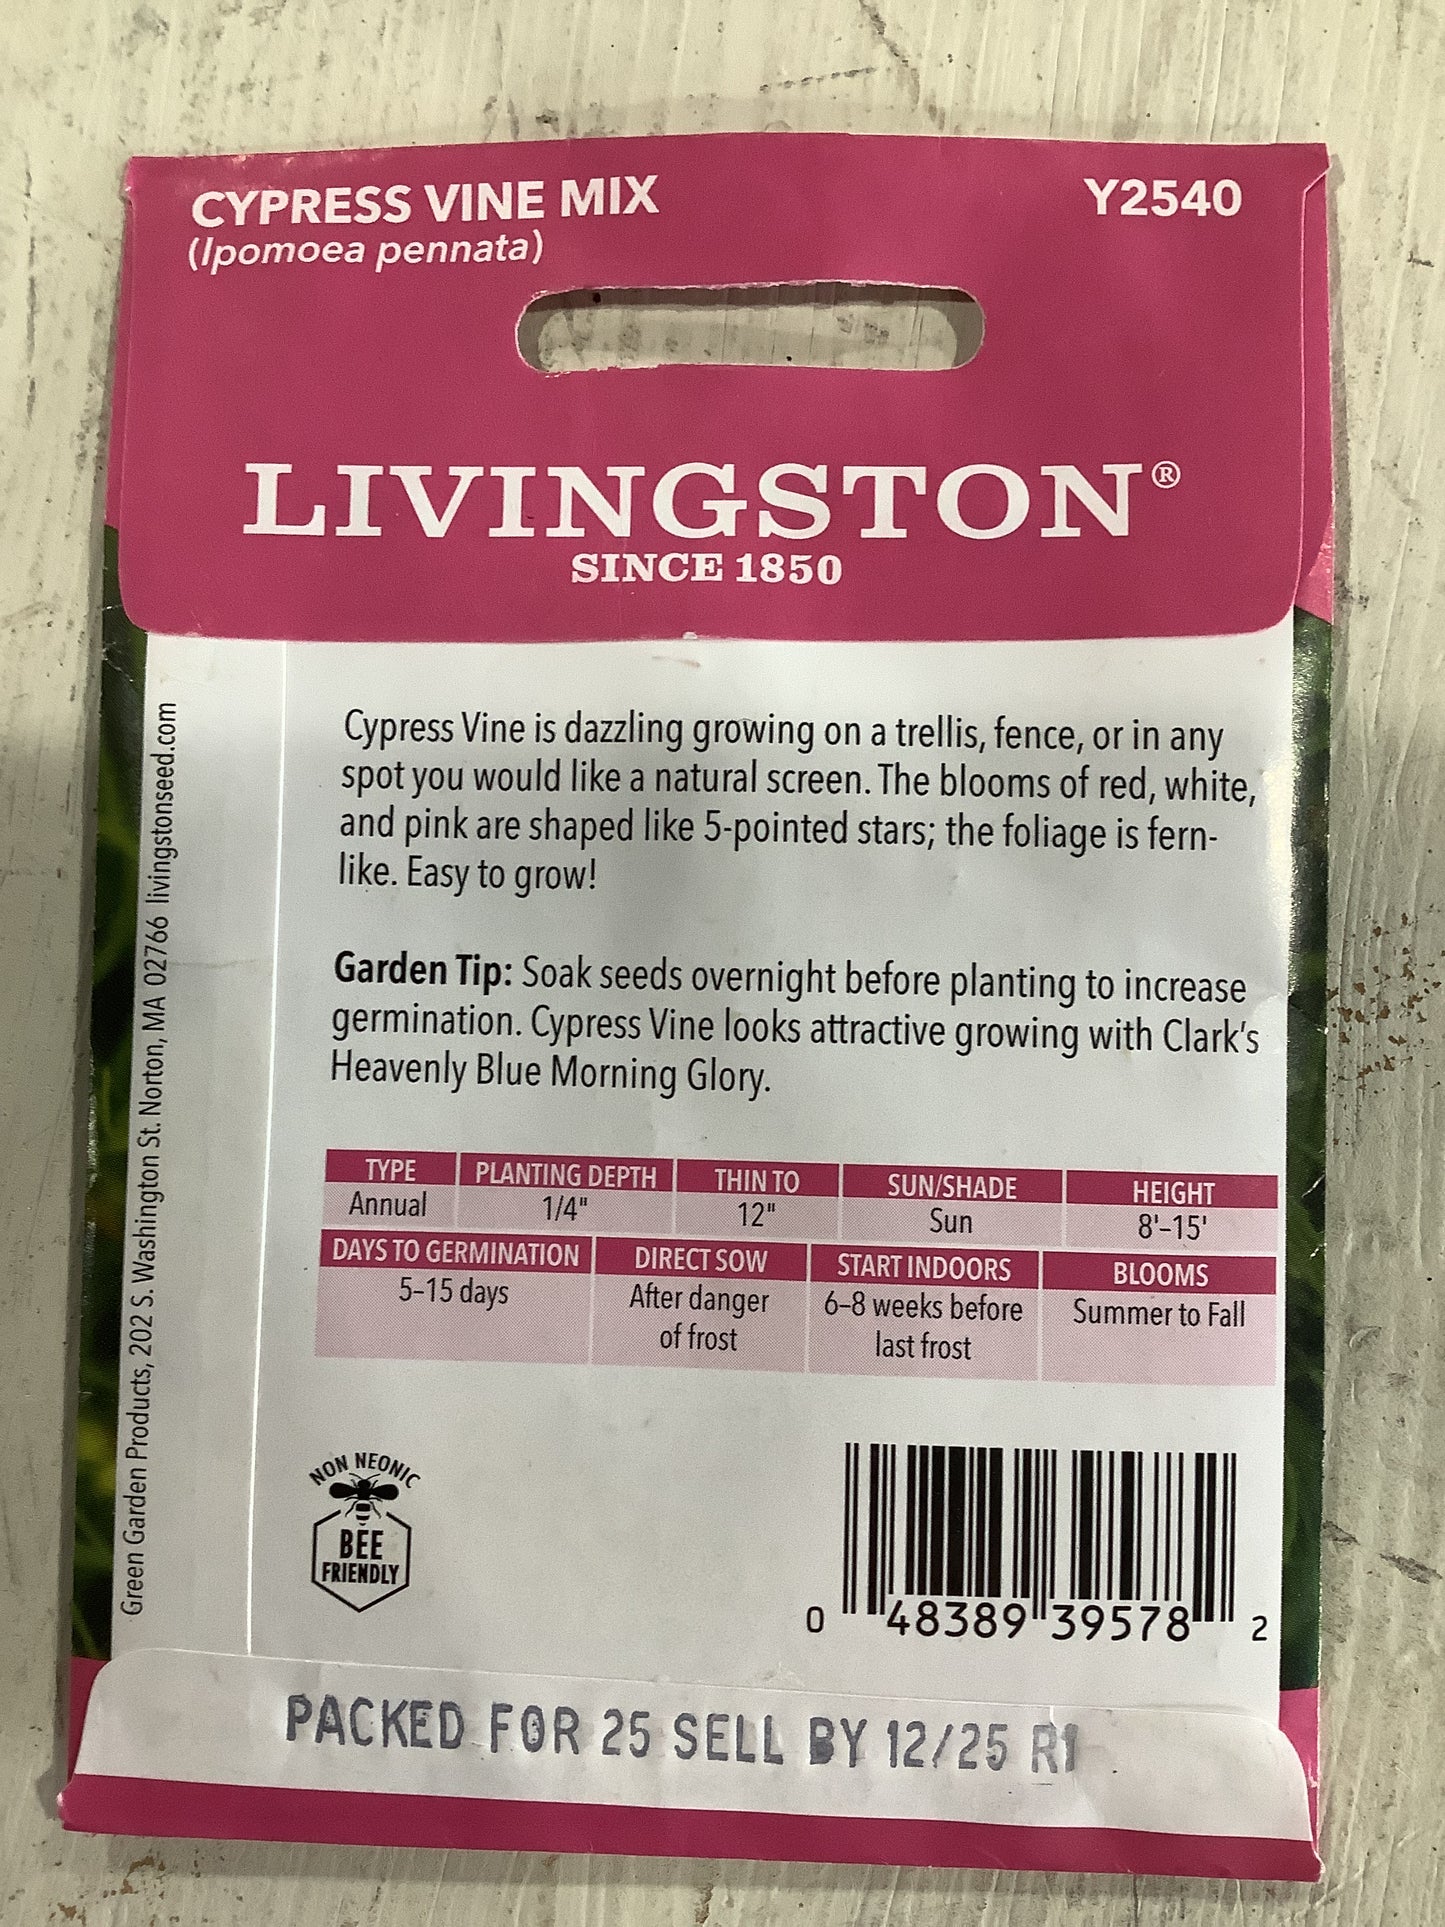 CYPRESS VINE MIX
Y2540
(Ipomoea pennata)
LIVINGSTON®
SINCE 1850
Cypress Vine is dazzling growing on a trellis, fence, or in any
spot you would like a natural screen. The blooms of red, white,
and pink are shaped like 5-pointed stars; the foliage is fern-
like. Easy to grow!
Garden Tip: Soak seeds overnight before planting to increase
germination. Cypress Vine looks attractive growing with Clark's
Heavenly Blue Morning Glory.
TYPE PLANTING DEPTH THIN TO SUN/SHADE HEIGHT
Annual 1/4" 12" Sun 8'–15'
DAYS TO GERMINATION DIRECT SOW START INDOORS BLOOMS
5–15 days After danger 6–8 weeks before Summer to Fall
of frost last frost
Green Garden Products, 202 S. Washington St. Norton, MA 02766 livingstonseed.com
NON NEONIC
BEE
FRIENDLY
0 48389 39578 2
PACKED FOR 25 SELL BY 12/25 R1